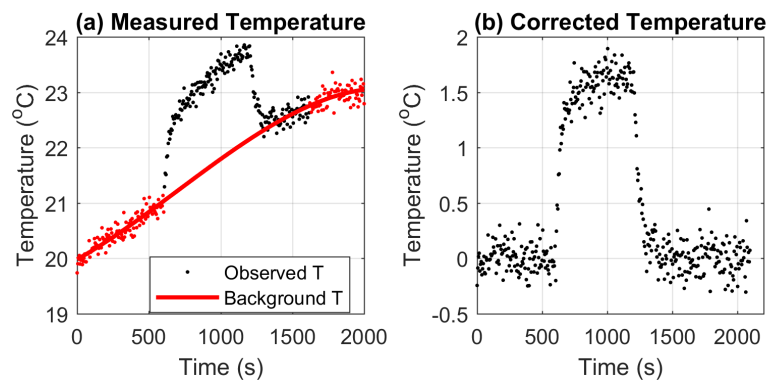 (a) Measured Temperature
24
23
22
21
20
19
Temperature (°C)
0
500
1000
1500
2000
Time (s)
Observed T
Background T
(b) Corrected Temperature
2
1.5
1
0.5
0
-0.5
Temperature (°C)
0
500
1000
1500
2000
Time (s)